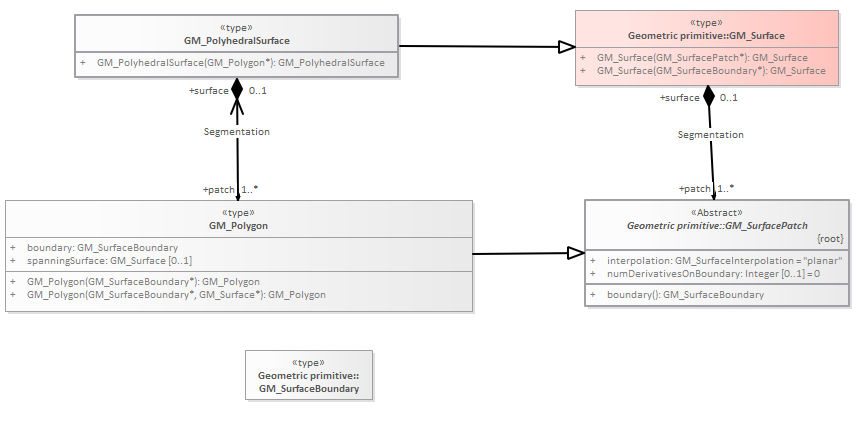 «type»
GM_PolyhedralSurface
+ GM_PolyhedralSurface(GM_Polygon*): GM_PolyhedralSurface
«type»
Geometric primitive::GM_Surface
+ GM_Surface(GM_SurfacePatch*): GM_Surface
+ GM_Surface(GM_SurfaceBoundary*): GM_Surface
+surface 0..1
Segmentation
+patch 1..*
+surface 0..1
Segmentation
+patch 1..*
«type»
GM_Polygon
+ boundary: GM_SurfaceBoundary
+ spanningSurface: GM_Surface [0..1]
+ GM_Polygon(GM_SurfaceBoundary*): GM_Polygon
+ GM_Polygon(GM_SurfaceBoundary*, GM_Surface*): GM_Polygon
«Abstract»
Geometric primitive::GM_SurfacePatch
{root}
+ interpolation: GM_SurfaceInterpolation = "planar"
+ numDerivativesOnBoundary: Integer [0..1] = 0
+ boundary(): GM_SurfaceBoundary
«type»
Geometric primitive::
GM_SurfaceBoundary